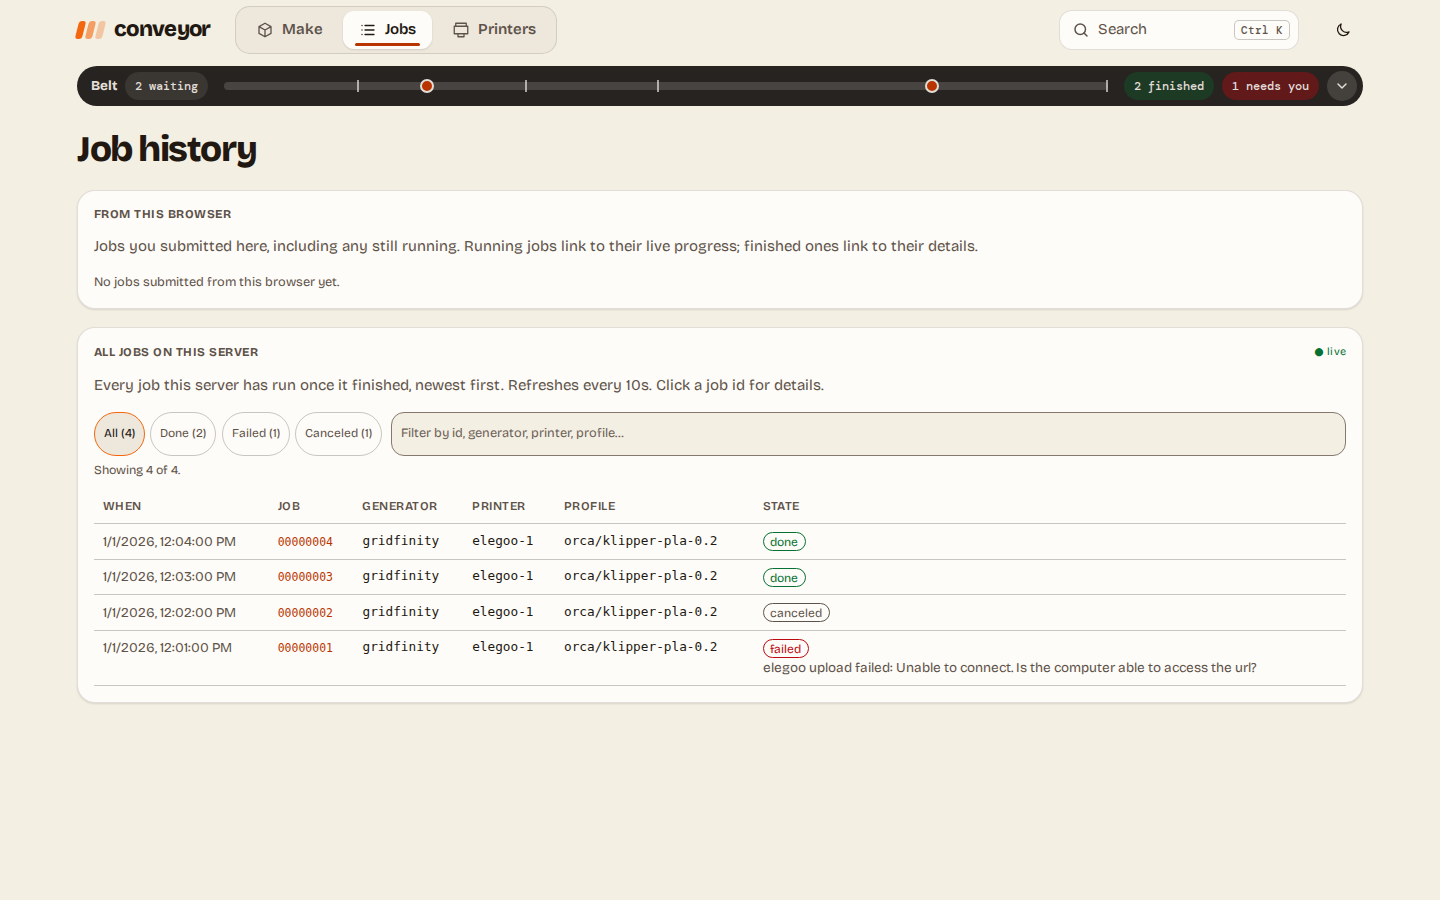 conveyor
Make
Jobs
Printers
Search
Ctrl K
Belt
2 waiting
2 finished
1 needs you
Job history
FROM THIS BROWSER
Jobs you submitted here, including any still running. Running jobs link to their live progress; finished ones link to their details.
No jobs submitted from this browser yet.
ALL JOBS ON THIS SERVER
live
Every job this server has run once it finished, newest first. Refreshes every 10s. Click a job id for details.
All (4)
Done (2)
Failed (1)
Canceled (1)
Filter by id, generator, printer, profile...
Showing 4 of 4.
WHEN JOB GENERATOR PRINTER PROFILE STATE
1/1/2026, 12:04:00 PM 00000004 gridfinity elegoo-1 orca/klipper-pla-0.2 done
1/1/2026, 12:03:00 PM 00000003 gridfinity elegoo-1 orca/klipper-pla-0.2 done
1/1/2026, 12:02:00 PM 00000002 gridfinity elegoo-1 orca/klipper-pla-0.2 canceled
1/1/2026, 12:01:00 PM 00000001 gridfinity elegoo-1 orca/klipper-pla-0.2 failed
elegoo upload failed: Unable to connect. Is the computer able to access the url?